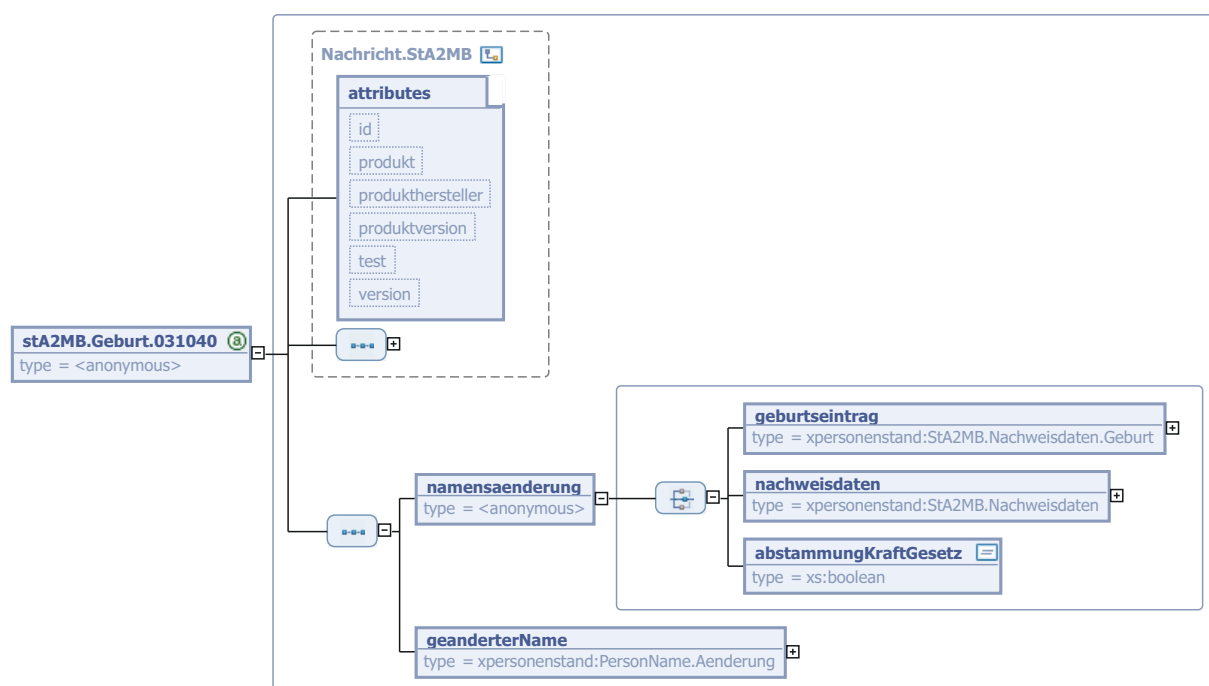 Nachricht.StA2MB
attributes
id
produkt
produkthersteller
produktversion
test
version
stA2MB.Geburt.031040 a
type = <anonymous>
geburtseintrag
type = xpersonenstand:StA2MB.Nachweisdaten.Geburt
namensaenderung
type = <anonymous>
nachweisdaten
type = xpersonenstand:StA2MB.Nachweisdaten
abstammungKraftGesetz
type = xs:boolean
geanderterName
type = xpersonenstand:PersonName.Aenderung